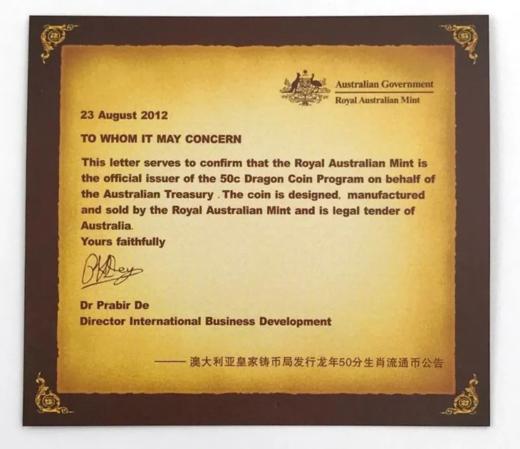 Australian Government
Royal Australian Mint
23 August 2012
TO WHOM IT MAY CONCERN
This letter serves to confirm that the Royal Australian Mint is
the official issuer of the 50c Dragon Coin Program on behalf of
the Australian Treasury . The coin is designed, manufactured
and sold by the Royal Australian Mint and is legal tender of
Australia.
Yours faithfully
Dr Prabir De
Director International Business Development
—— 澳大利亚皇家铸币局发行龙年50分生肖流通币公告